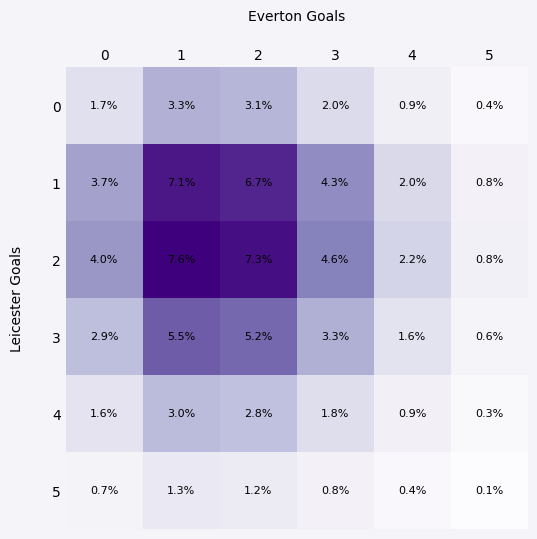 Everton Goals
0 1 2 3 4 5
0 1.7% 3.3% 3.1% 2.0% 0.9% 0.4%
1 3.7% 7.1% 6.7% 4.3% 2.0% 0.8%
2 4.0% 7.6% 7.3% 4.6% 2.2% 0.8%
3 2.9% 5.5% 5.2% 3.3% 1.6% 0.6%
4 1.6% 3.0% 2.8% 1.8% 0.9% 0.3%
5 0.7% 1.3% 1.2% 0.8% 0.4% 0.1%
Leicester Goals